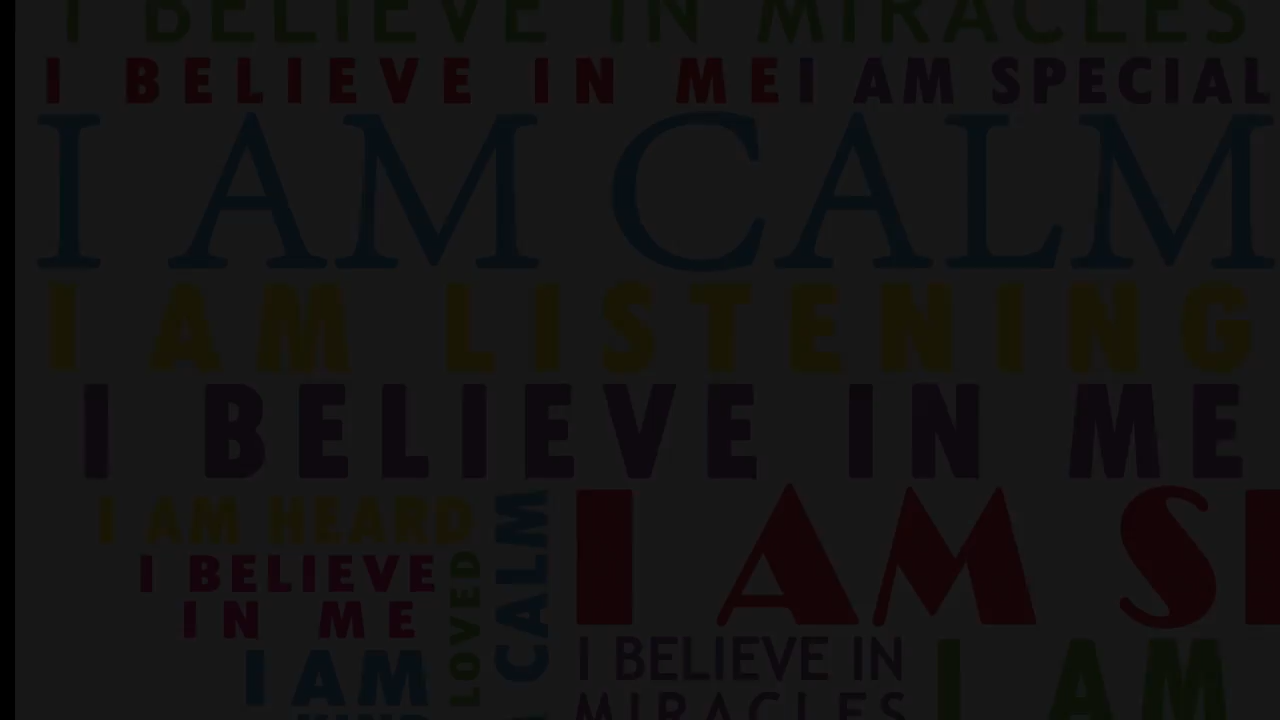 I BELIEVE IN MIRACLES
I BELIEVE IN ME I AM SPECIAL
I AM CALM
I AM LISTENING
I BELIEVE IN ME
I AM HEARD
I BELIEVE
IN ME
I AM
LOVED
CALM
I AM
I BELIEVE IN
MIRACLES
I AM